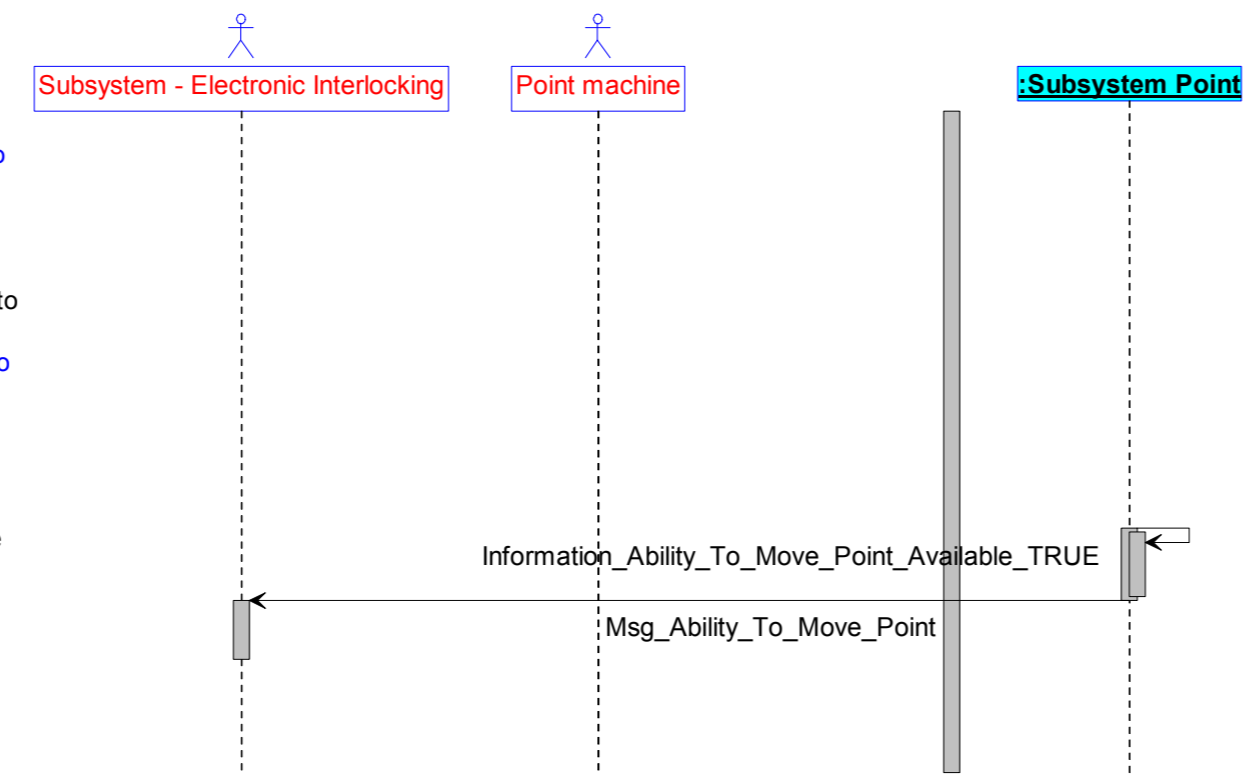 Subsystem - Electronic Interlocking
Point machine
:Subsystem Point
to
Information_Ability_To_Move_Point_Available_TRUE
Msg_Ability_To_Move_Point